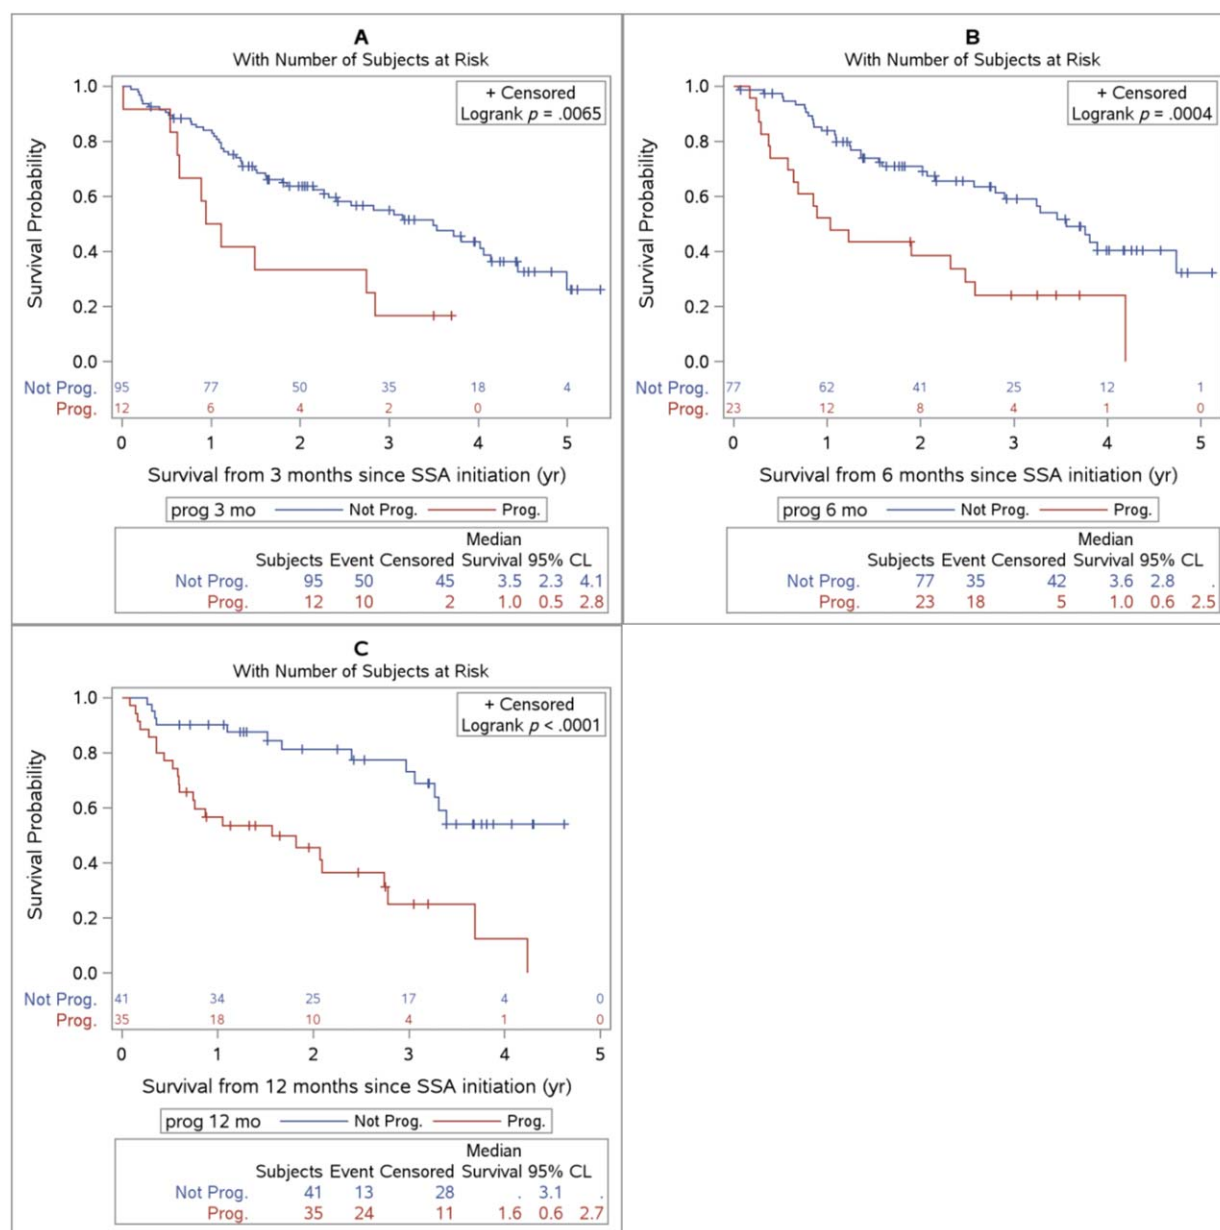 A
With Number of Subjects at Risk
+ Censored
Logrank p = .0065
Survival Probability
1.0
0.8
0.6
0.4
0.2
0.0
Not Prog. 95 77 50 35 18 4
Prog. 12 6 4 2 0
0 1 2 3 4 5
Survival from 3 months since SSA initiation (yr)
prog 3 mo Not Prog. Prog.
Median
Subjects Event Censored Survival 95% CL
Not Prog. 95 50 45 3.5 2.3 4.1
Prog. 12 10 2 1.0 0.5 2.8
B
With Number of Subjects at Risk
+ Censored
Logrank p = .0004
Survival Probability
1.0
0.8
0.6
0.4
0.2
0.0
Not Prog. 77 62 41 25 12 1
Prog. 23 12 8 4 1 0
0 1 2 3 4 5
Survival from 6 months since SSA initiation (yr)
prog 6 mo Not Prog. Prog.
Median
Subjects Event Censored Survival 95% CL
Not Prog. 77 35 42 3.6 2.8 .
Prog. 23 18 5 1.0 0.6 2.5
C
With Number of Subjects at Risk
+ Censored
Logrank p < .0001
Survival Probability
1.0
0.8
0.6
0.4
0.2
0.0
Not Prog. 41 34 25 17 4 0
Prog. 35 18 10 4 1 0
0 1 2 3 4 5
Survival from 12 months since SSA initiation (yr)
prog 12 mo Not Prog. Prog.
Median
Subjects Event Censored Survival 95% CL
Not Prog. 41 13 28 . 3.1 .
Prog. 35 24 11 1.6 0.6 2.7